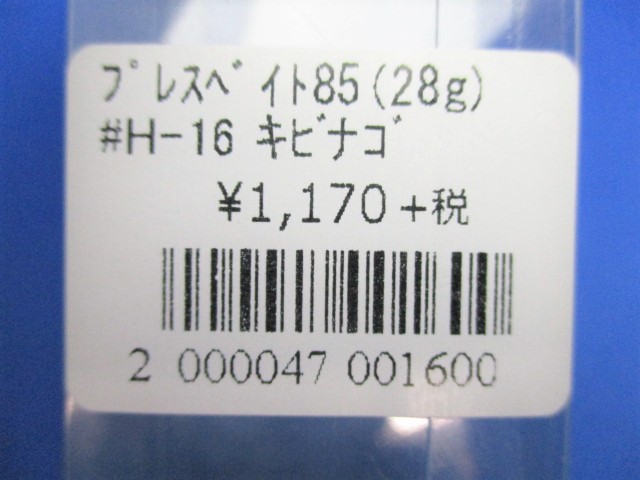 ﾌﾟﾚｽﾍﾞｲﾄ85(28g)
#H-16 ｷﾋﾞﾅｺﾞ
¥1,170+税
2 000047 001600